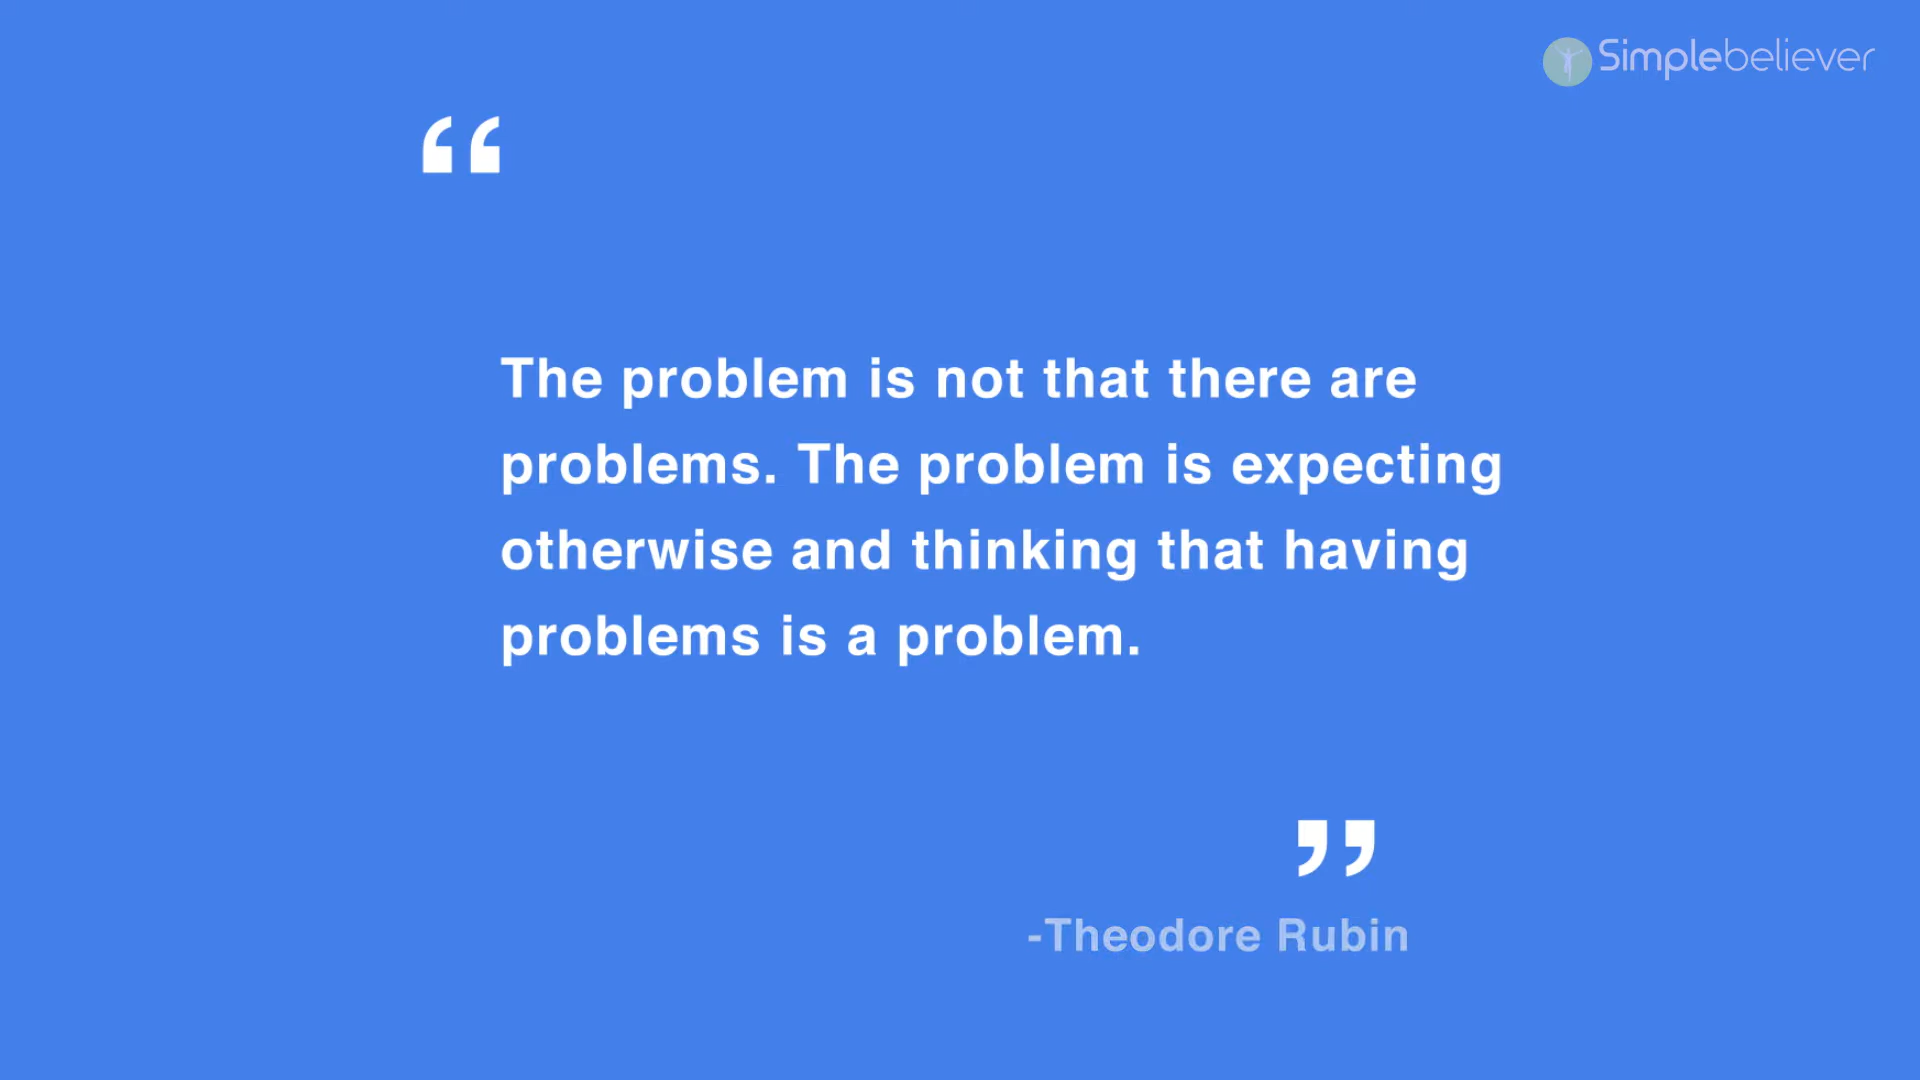 Simplebeliever
“
The problem is not that there are
problems. The problem is expecting
otherwise and thinking that having
problems is a problem.
”
-Theodore Rubin